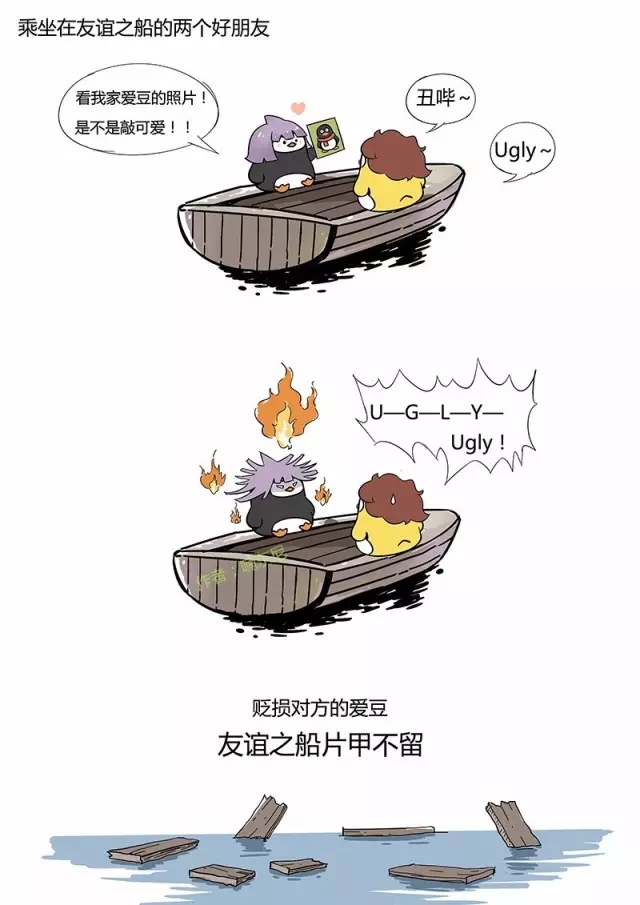 乘坐在友谊之船的两个好朋友
看我家爱豆的照片！
是不是敲可爱！！
丑哔～
Ugly～
U—G—L—Y—
Ugly！
贬损对方的爱豆
友谊之船片甲不留